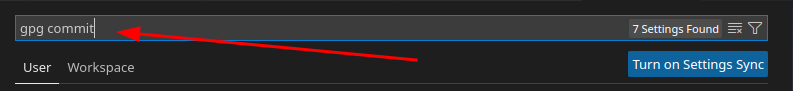 gpg commit 7 Settings Found
User Workspace Turn on Settings Sync